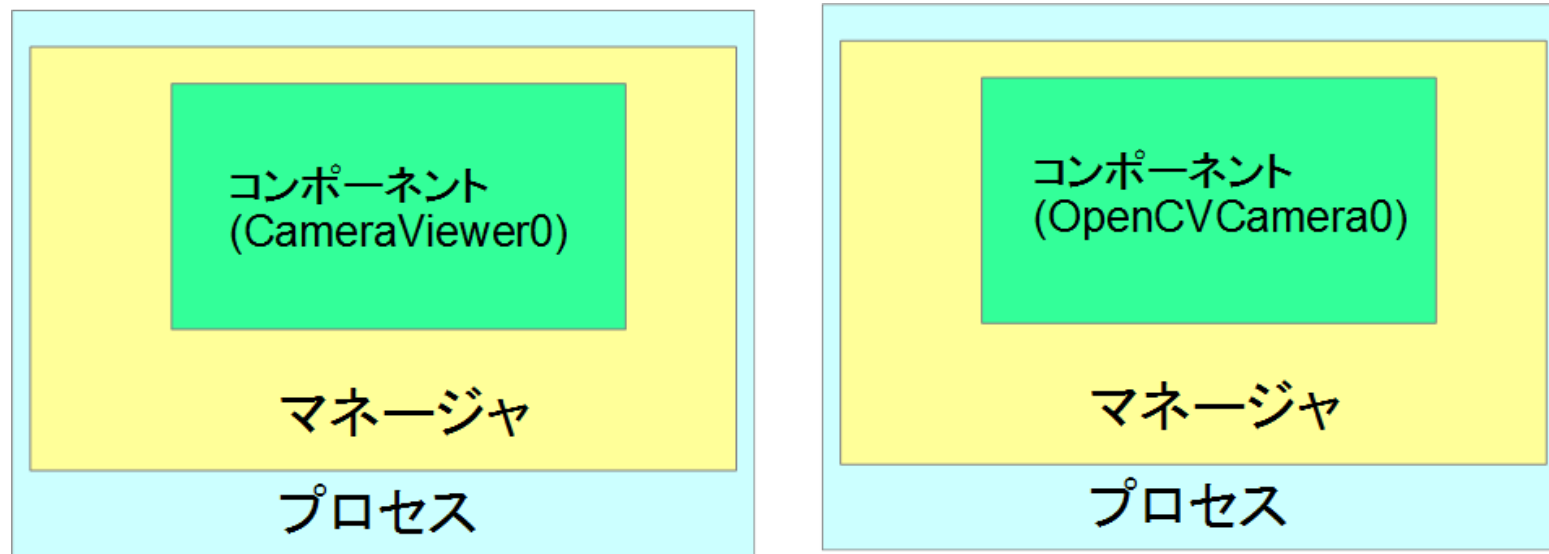 コンポーネント
(CameraViewer0)
マネージャ
プロセス
コンポーネント
(OpenCVCamera0)
マネージャ
プロセス